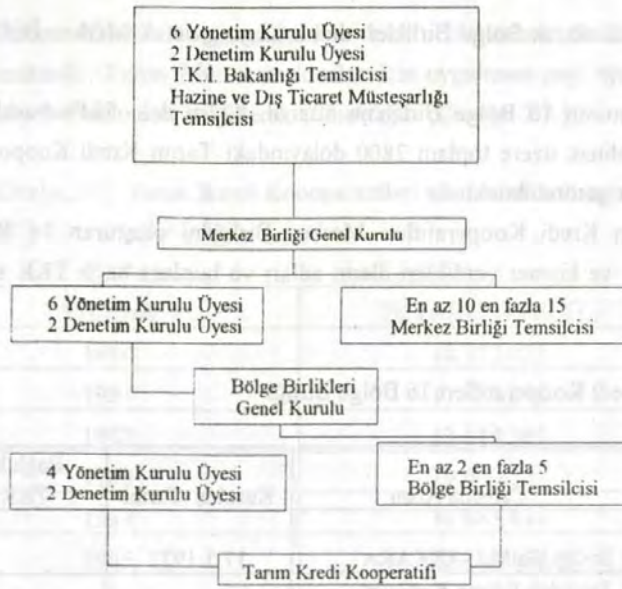 6 Yönetim Kurulu Üyesi
2 Denetim Kurulu Üyesi
T.K.İ. Bakanlığı Temsilcisi
Hazine ve Dış Ticaret Müsteşarlığı
Temsilcisi
Merkez Birliği Genel Kurulu
6 Yönetim Kurulu Üyesi
2 Denetim Kurulu Üyesi
En az 10 en fazla 15
Merkez Birliği Temsilcisi
Bölge Birlikleri
Genel Kurulu
4 Yönetim Kurulu Üyesi
2 Denetim Kurulu Üyesi
En az 2 en fazla 5
Bölge Birliği Temsilcisi
Tarım Kredi Kooperatifi